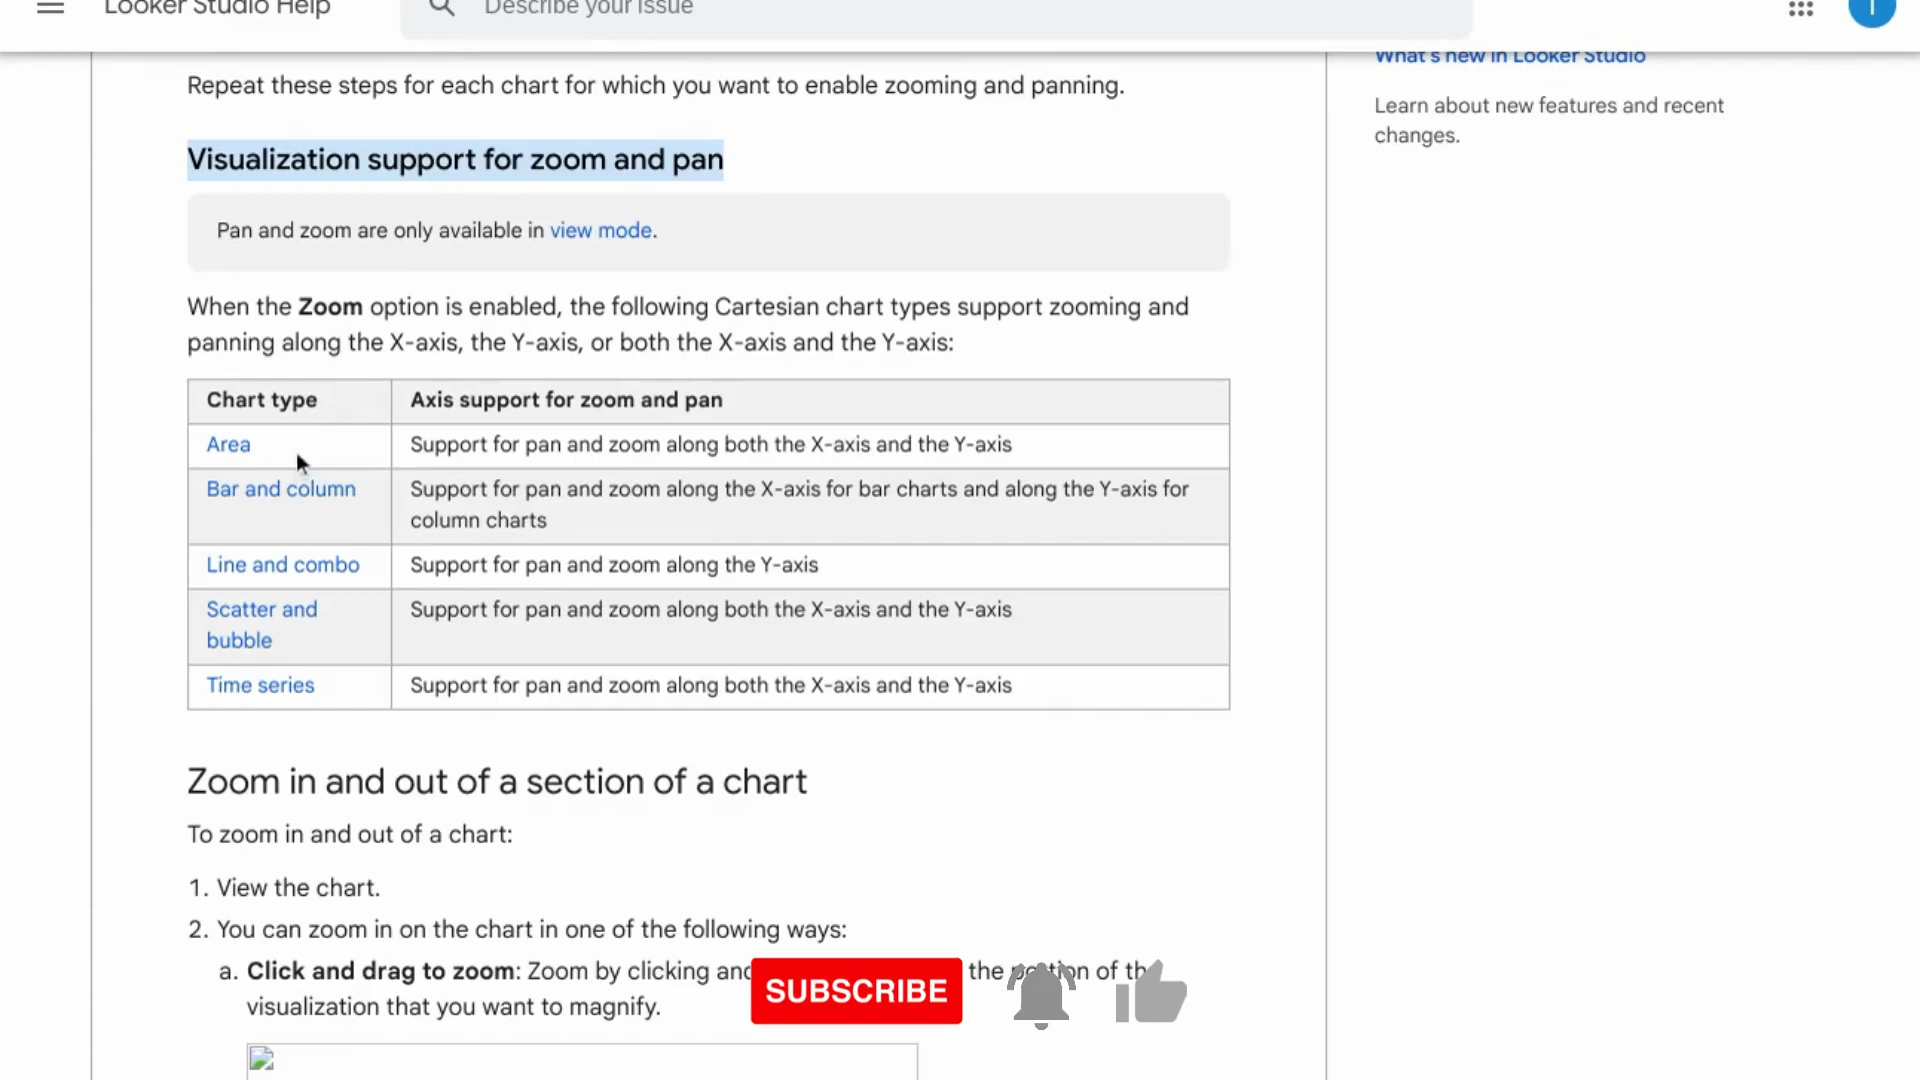 Looker Studio Help
Describe your issue
What's new in Looker Studio
Repeat these steps for each chart for which you want to enable zooming and panning.
Learn about new features and recent
changes.
Visualization support for zoom and pan
Pan and zoom are only available in view mode.
When the Zoom option is enabled, the following Cartesian chart types support zooming and
panning along the X-axis, the Y-axis, or both the X-axis and the Y-axis:
Chart type Axis support for zoom and pan
Area Support for pan and zoom along both the X-axis and the Y-axis
Bar and column Support for pan and zoom along the X-axis for bar charts and along the Y-axis for
column charts
Line and combo Support for pan and zoom along the Y-axis
Scatter and Support for pan and zoom along both the X-axis and the Y-axis
bubble
Time series Support for pan and zoom along both the X-axis and the Y-axis
Zoom in and out of a section of a chart
To zoom in and out of a chart:
1. View the chart.
2. You can zoom in on the chart in one of the following ways:
a. Click and drag to zoom: Zoom by clicking and the portion of the
visualization that you want to magnify.
SUBSCRIBE